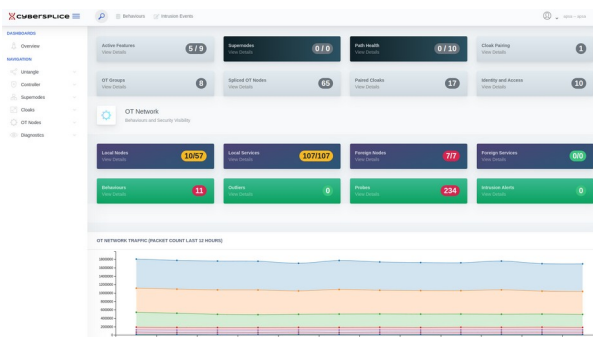 CYBERSPLICE
Behaviours Intrusion Events
DASHBOARDS
Overview
NAVIGATION
Untangle
Controller
Supernodes
Cloaks
OT Nodes
Diagnostics
Active Features
View Details
5 / 9
Supernodes
View Details
0 / 0
Path Health
View Details
0 / 10
Cloak Pairing
View Details
1
OT Groups
View Details
8
Spliced OT Nodes
View Details
65
Paired Cloaks
View Details
17
Identity and Access
View Details
10
OT Network
Behaviours and Security Visibility
Local Nodes
View Details
10/57
Local Services
View Details
107/107
Foreign Nodes
View Details
7/7
Foreign Services
View Details
0/0
Behaviours
View Details
11
Outliers
View Details
0
Probes
View Details
234
Intrusion Alerts
View Details
0
OT NETWORK TRAFFIC (PACKET COUNT LAST 12 HOURS)